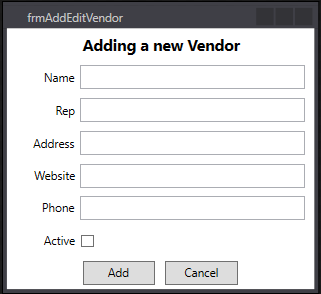 frmAddEditVendor
Adding a new Vendor
Name
Rep
Address
Website
Phone
Active
Add Cancel